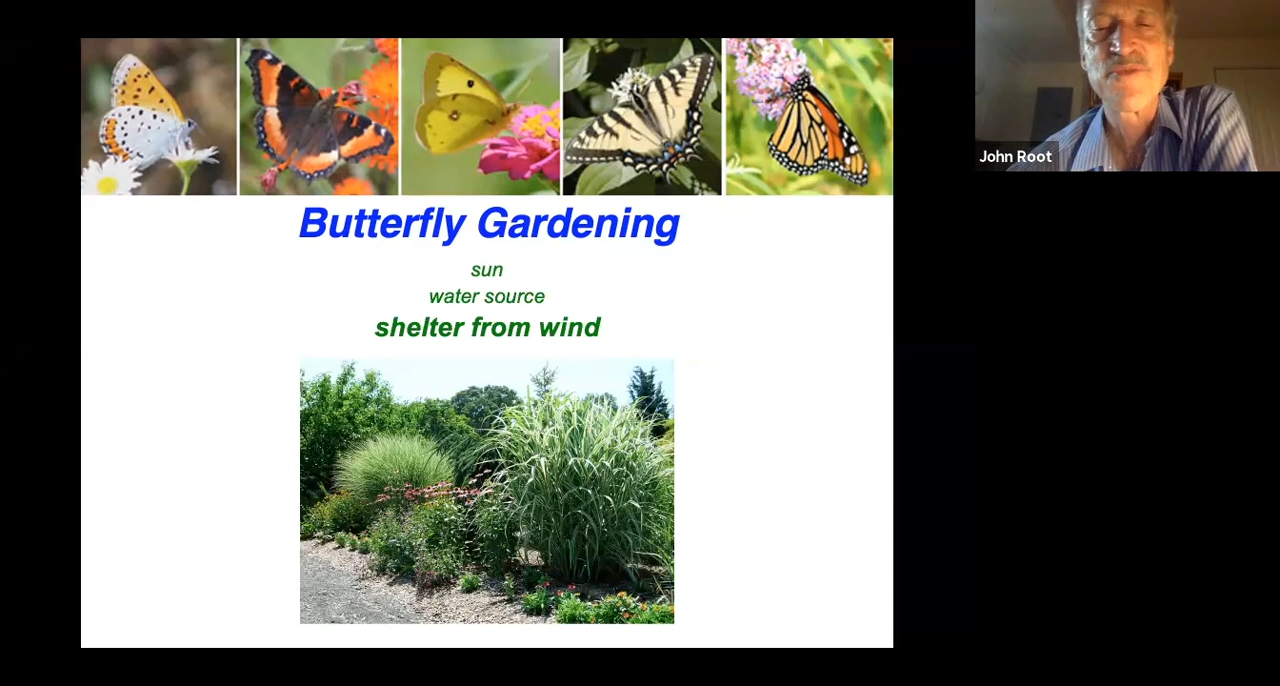 Butterfly Gardening
sun
water source
shelter from wind
John Root